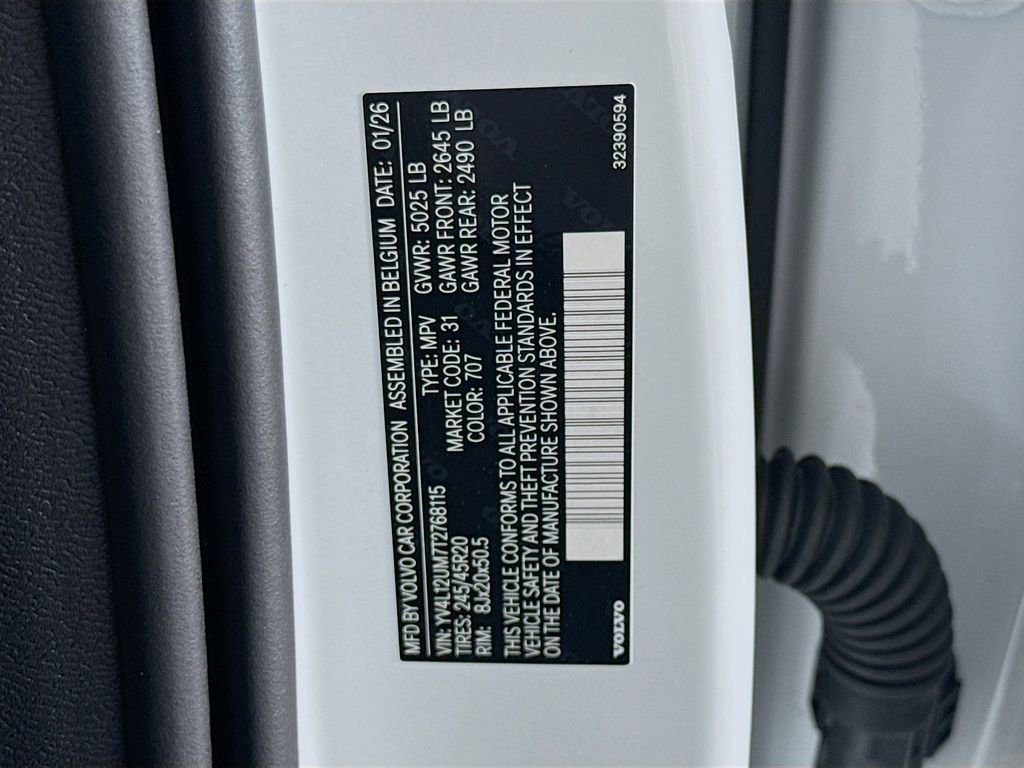 MFD BY VOLVO CAR CORPORATION ASSEMBLED IN BELGIUM DATE: 01/26
VIN: YV4L12UM7T2768115 TYPE: MPV GVWR: 5025 LB
TIRES: 245/45R20 MARKET CODE: 31 GAWR FRONT: 2645 LB
RIM: 8Jx20x50.5 COLOR: 707 GAWR REAR: 2490 LB
THIS VEHICLE CONFORMS TO ALL APPLICABLE FEDERAL MOTOR
VEHICLE SAFETY AND THEFT PREVENTION STANDARDS IN EFFECT
ON THE DATE OF MANUFACTURE SHOWN ABOVE.
VOLVO 32390594